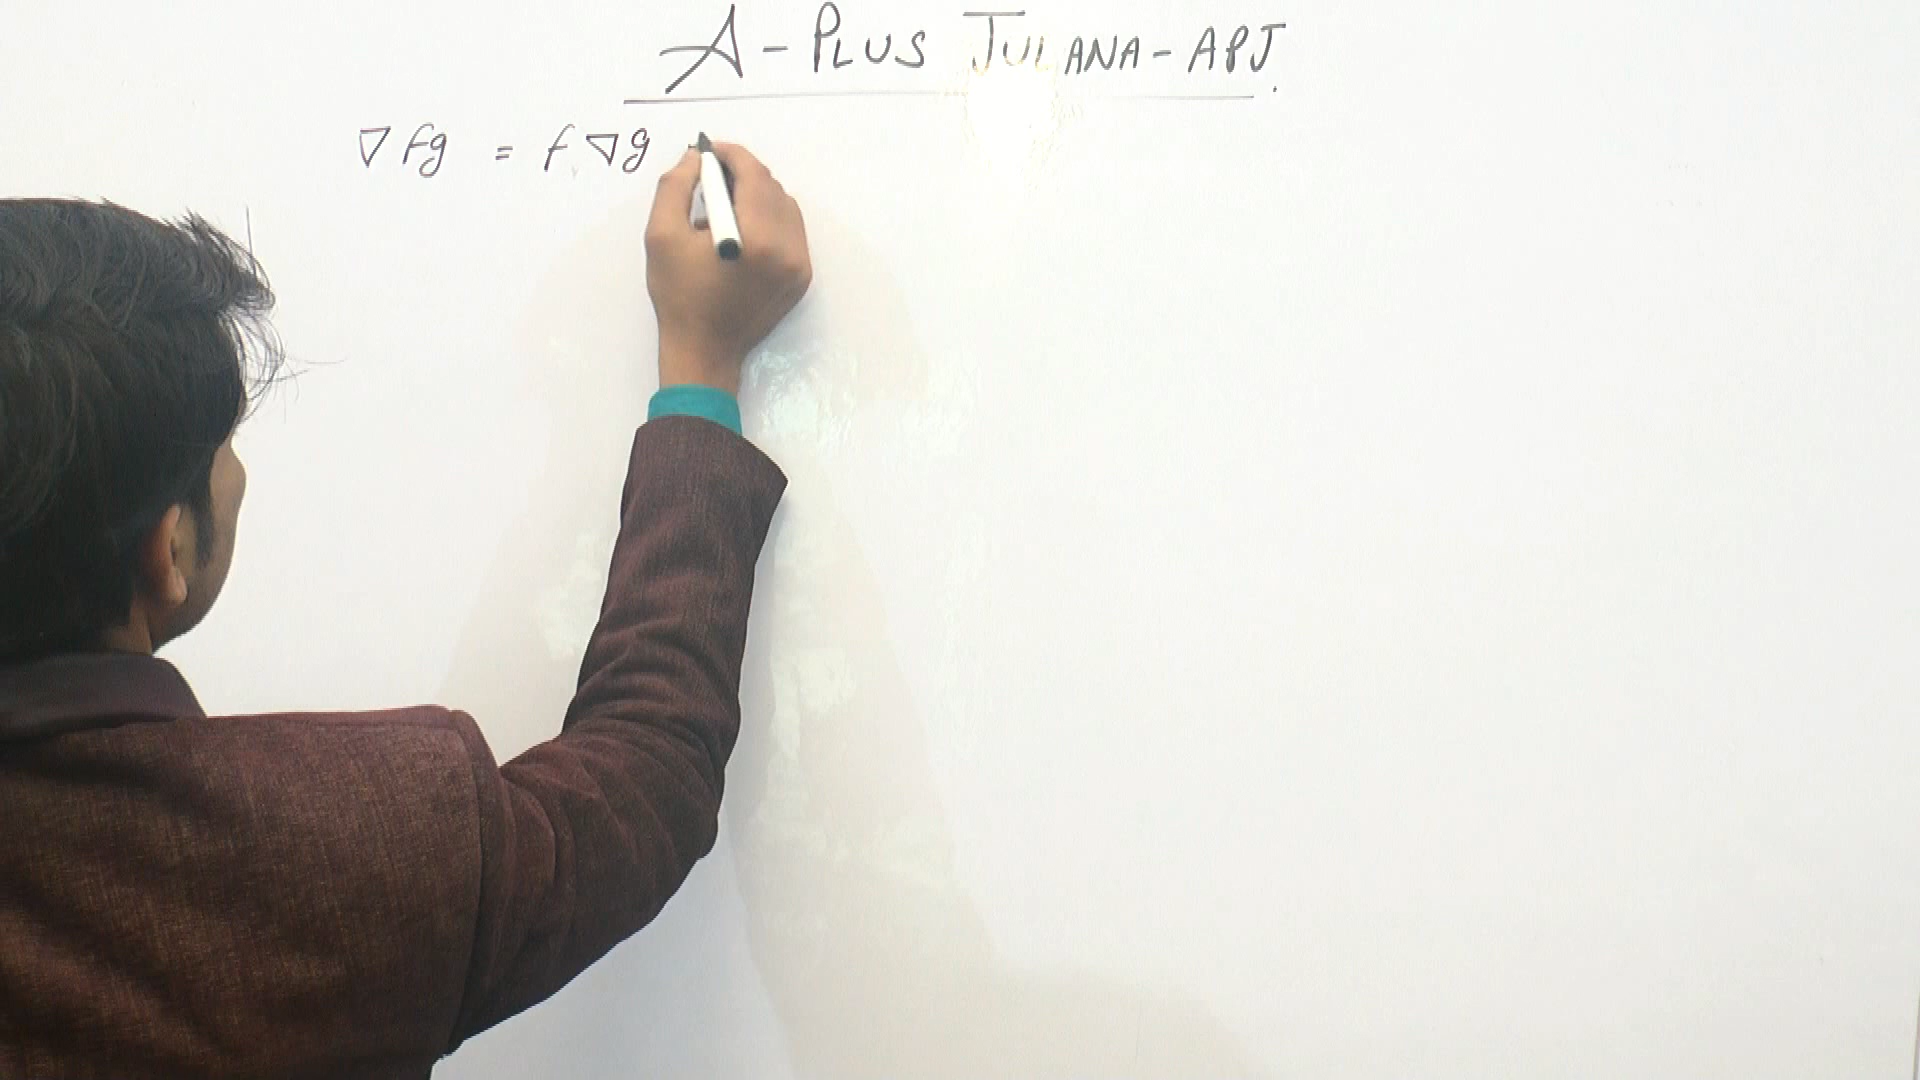 A-PLUS JULANA-APJ.
∇ fg = f ∇g